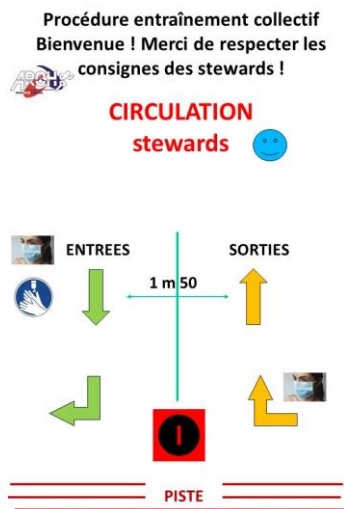 Procédure entraînement collectif
Bienvenue ! Merci de respecter les
consignes des stewards !
CIRCULATION
stewards
ENTREES
SORTIES
1 m 50
PISTE